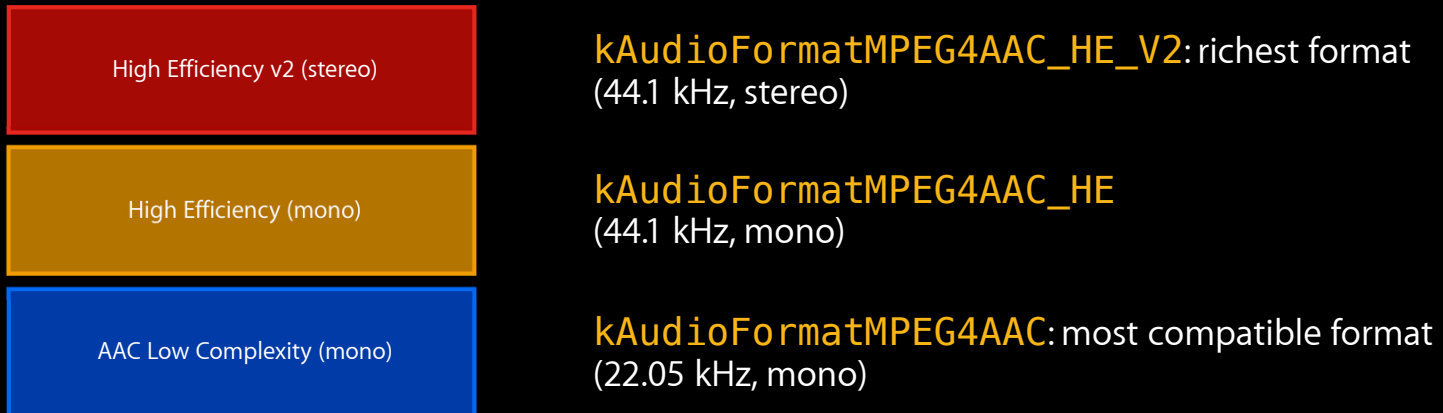 High Efficiency v2 (stereo)
kAudioFormatMPEG4AAC_HE_V2: richest format
(44.1 kHz, stereo)
High Efficiency (mono)
kAudioFormatMPEG4AAC_HE
(44.1 kHz, mono)
AAC Low Complexity (mono)
kAudioFormatMPEG4AAC: most compatible format
(22.05 kHz, mono)